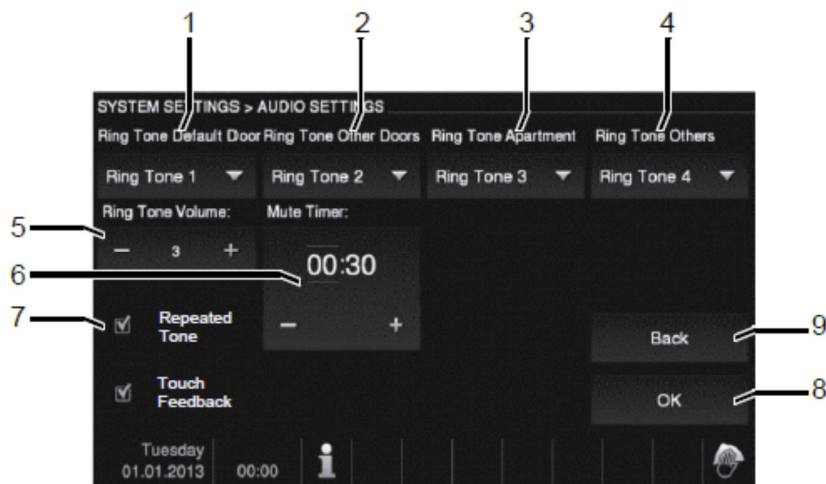 1 2 3 4
SYSTEM SETTINGS > AUDIO SETTINGS
Ring Tone Default Door Ring Tone Other Doors Ring Tone Apartment Ring Tone Others
Ring Tone 1 Ring Tone 2 Ring Tone 3 Ring Tone 4
Ring Tone Volume: Mute Timer:
5
- 3 +
6
00:30
7
Repeated
Tone
- +
Back
9
Touch
Feedback
OK
8
Tuesday
01.01.2013 00:00